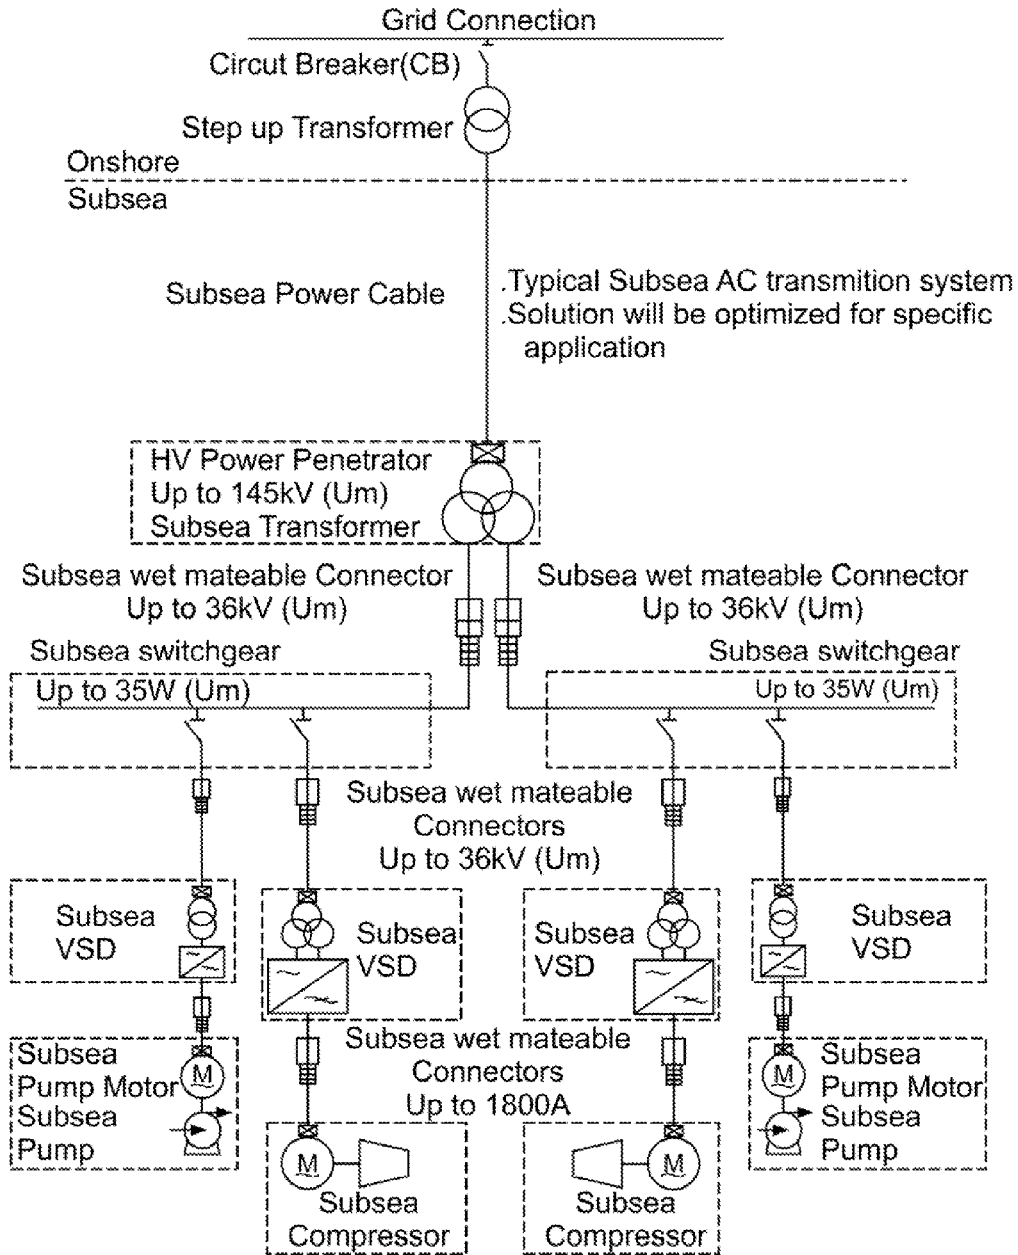 Grid Connection
Circut Breaker(CB)
Step up Transformer
Onshore
Subsea
Subsea Power Cable
.Typical Subsea AC transmition system
.Solution will be optimized for specific
application
HV Power Penetrator
Up to 145kV (Um)
Subsea Transformer
Subsea wet mateable Connector
Up to 36kV (Um)
Subsea wet mateable Connector
Up to 36kV (Um)
Subsea switchgear
Up to 35W (Um)
Subsea switchgear
Up to 35W (Um)
Subsea wet mateable
Connectors
Up to 36kV (Um)
Subsea
VSD
Subsea
VSD
Subsea
VSD
Subsea
VSD
Subsea wet mateable
Connectors
Up to 1800A
Subsea
Pump Motor
M
Subsea
Pump
M
Subsea
Compressor
M
Subsea
Compressor
M
Subsea
Pump Motor
Subsea
Pump